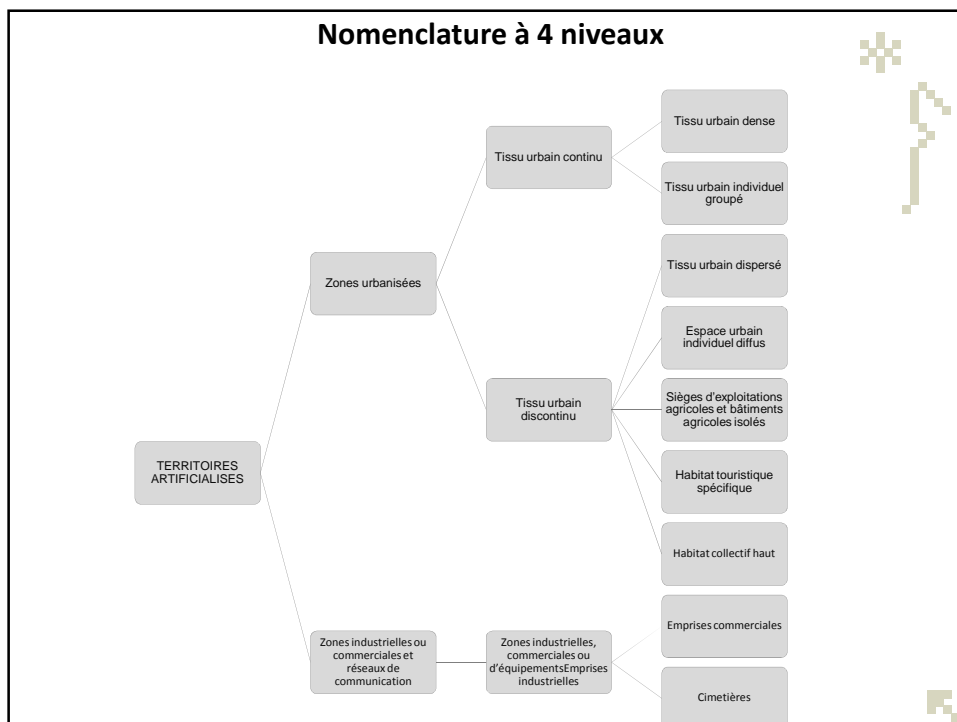 Nomenclature à 4 niveaux
Tissu urbain dense
Tissu urbain continu
Tissu urbain individuel
groupé
Tissu urbain dispersé
Zones urbanisées
Espace urbain
individuel diffus
Tissu urbain
discontinu
Sièges d’exploitations
agricoles et bâtiments
agricoles isolés
TERRITOIRES
ARTIFICIALISES
Habitat touristique
spécifique
Habitat collectif haut
Emprises commerciales
Zones industrielles ou
commerciales et
réseaux de
communication
Zones industrielles,
commerciales ou
d’équipementsEmprises
industrielles
Cimetières